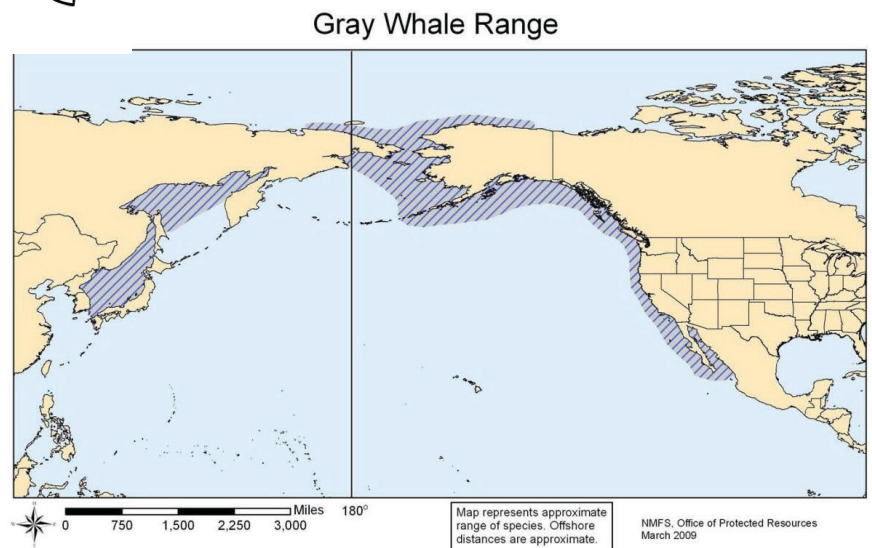 Gray Whale Range
Miles
180°
0 750 1,500 2,250 3,000
Map represents approximate
range of species. Offshore
distances are approximate.
NMFS, Office of Protected Resources
March 2009